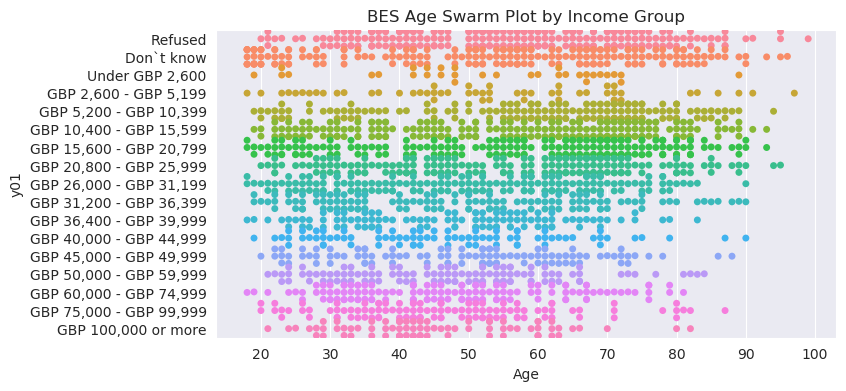 BES Age Swarm Plot by Income Group
Refused
Don`t know
Under GBP 2,600
GBP 2,600 - GBP 5,199
GBP 5,200 - GBP 10,399
GBP 10,400 - GBP 15,599
GBP 15,600 - GBP 20,799
GBP 20,800 - GBP 25,999
GBP 26,000 - GBP 31,199
GBP 31,200 - GBP 36,399
GBP 36,400 - GBP 39,999
GBP 40,000 - GBP 44,999
GBP 45,000 - GBP 49,999
GBP 50,000 - GBP 59,999
GBP 60,000 - GBP 74,999
GBP 75,000 - GBP 99,999
GBP 100,000 or more
y01
20 30 40 50 60 70 80 90 100
Age